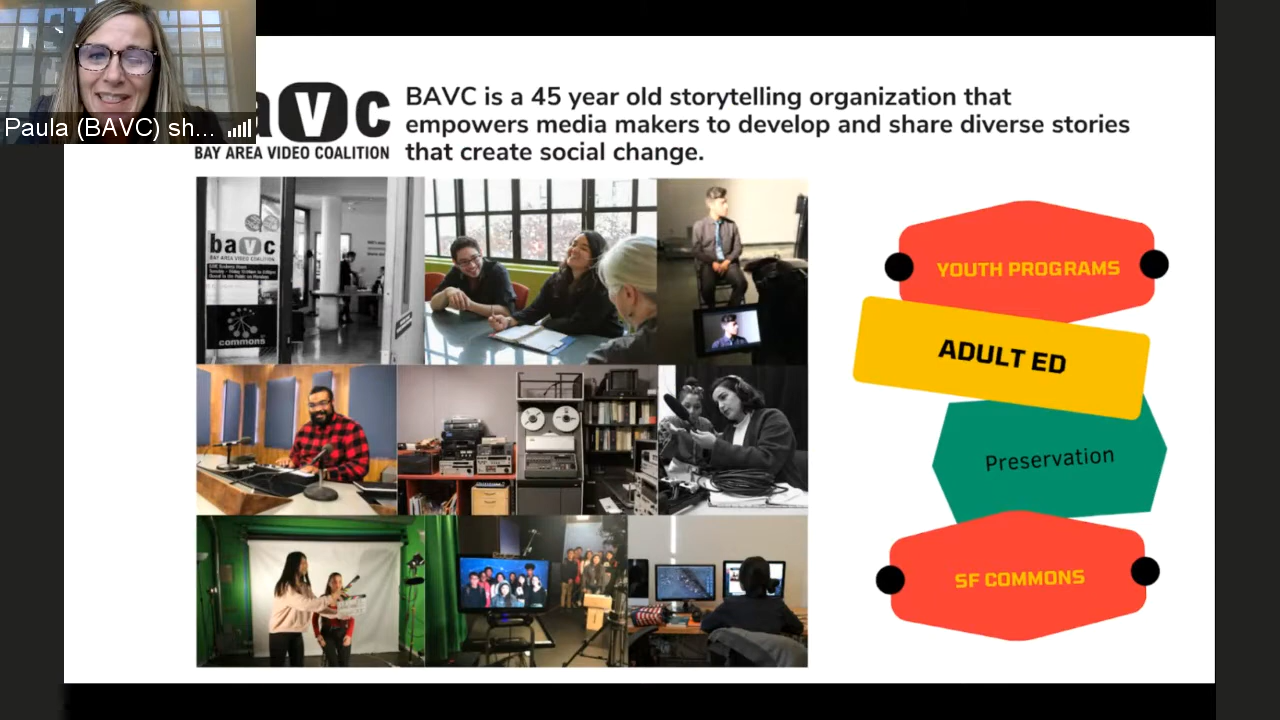 Paula (BAVC) sh...
avc
BAY AREA VIDEO COALITION
BAVC is a 45 year old storytelling organization that
empowers media makers to develop and share diverse stories
that create social change.
bavc
BAY AREA VIDEO COALITION
commons
YOUTH PROGRAMS
ADULT ED
Preservation
SF COMMONS